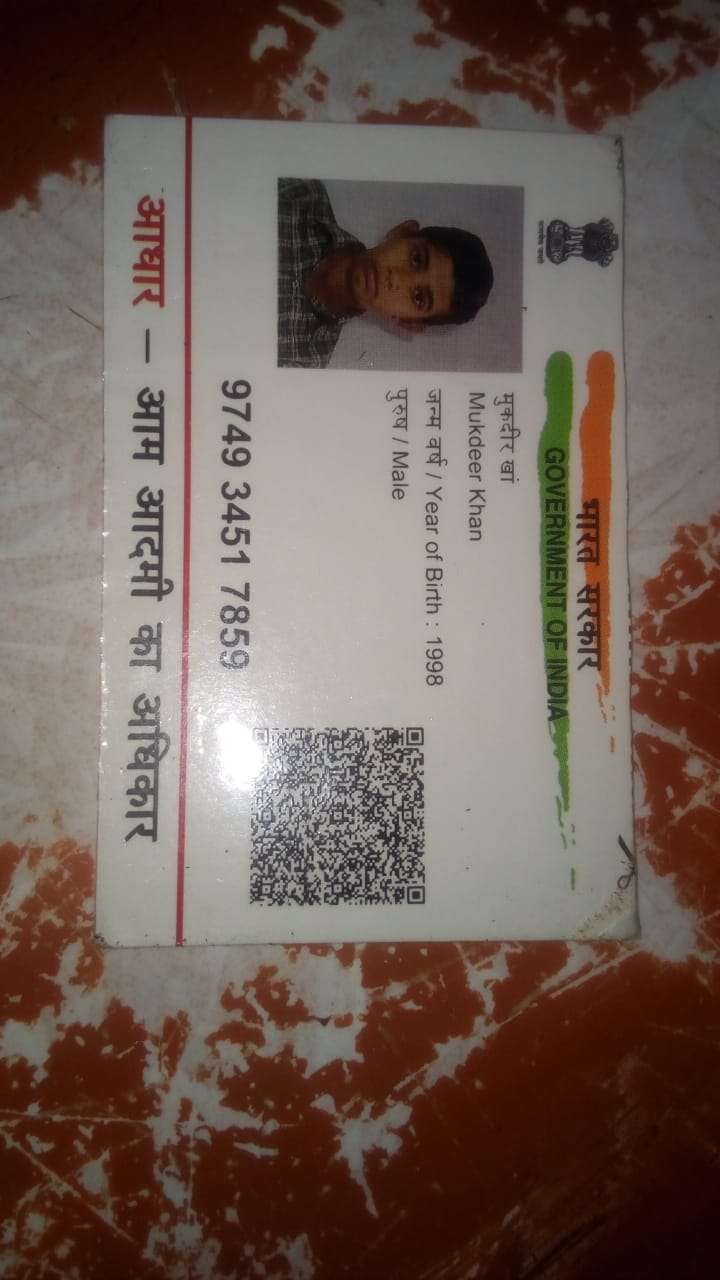 भारत सरकार
GOVERNMENT OF INDIA
मुकदीर खां
Mukdeer Khan
जन्म वर्ष / Year of Birth : 1998
पुरुष / Male
9749 3451 7859
आधार – आम आदमी का अधिकार